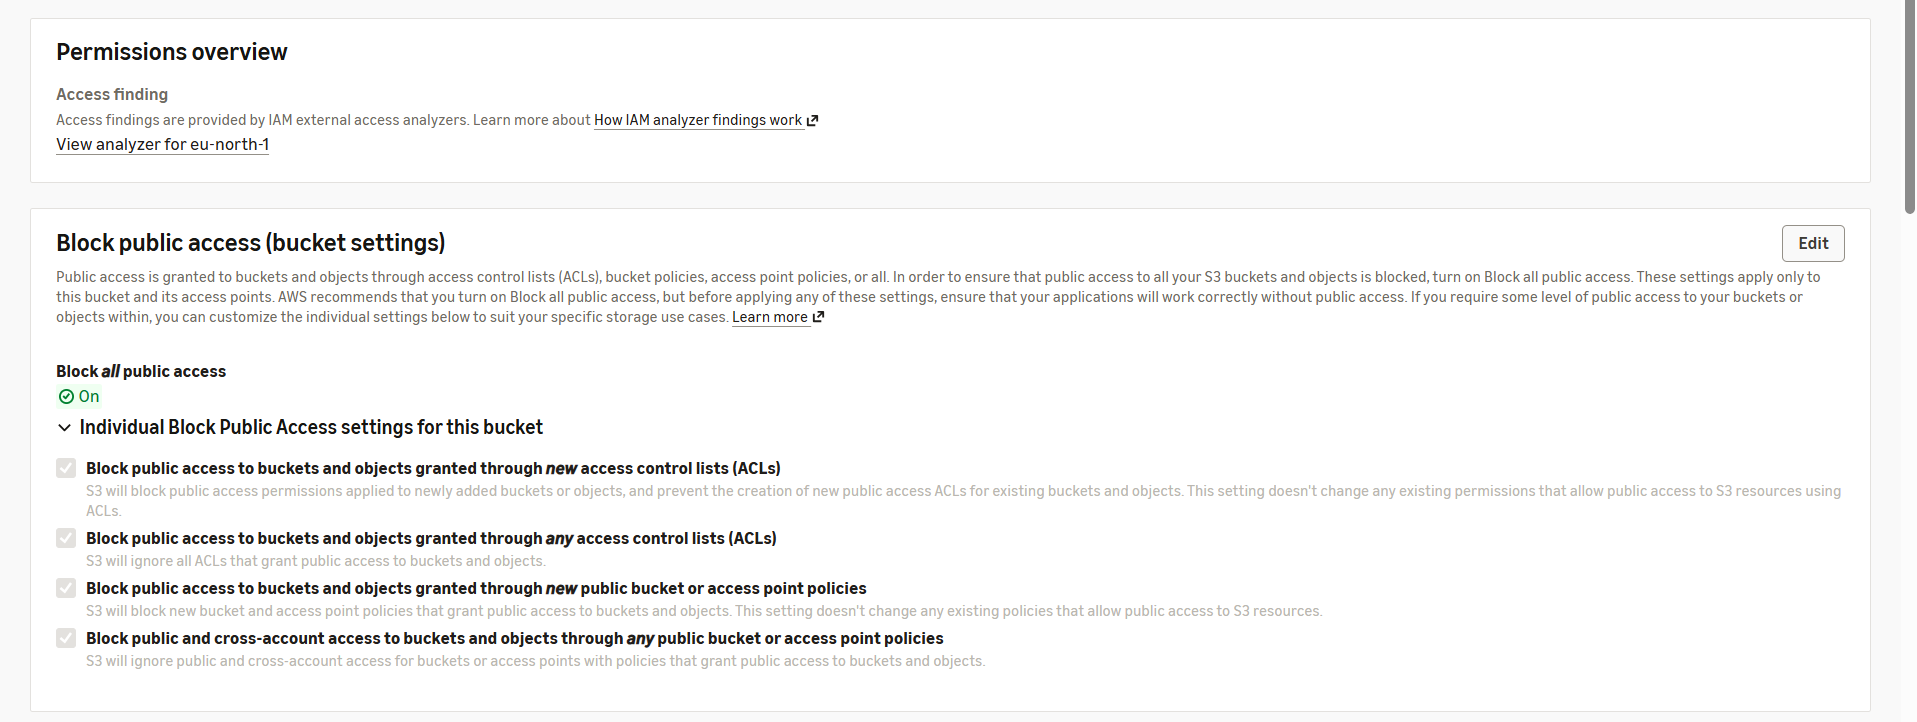 Permissions overview
Access finding
Access findings are provided by IAM external access analyzers. Learn more about How IAM analyzer findings work
View analyzer for eu-north-1
Block public access (bucket settings)
Edit
Public access is granted to buckets and objects through access control lists (ACLs), bucket policies, access point policies, or all. In order to ensure that public access to all your S3 buckets and objects is blocked, turn on Block all public access. These settings apply only to
this bucket and its access points. AWS recommends that you turn on Block all public access, but before applying any of these settings, ensure that your applications will work correctly without public access. If you require some level of public access to your buckets or
objects within, you can customize the individual settings below to suit your specific storage use cases. Learn more
Block all public access
On
Individual Block Public Access settings for this bucket
Block public access to buckets and objects granted through new access control lists (ACLs)
S3 will block public access permissions applied to newly added buckets or objects, and prevent the creation of new public access ACLs for existing buckets and objects. This setting doesn't change any existing permissions that allow public access to S3 resources using
ACLs.
Block public access to buckets and objects granted through any access control lists (ACLs)
S3 will ignore all ACLs that grant public access to buckets and objects.
Block public access to buckets and objects granted through new public bucket or access point policies
S3 will block new bucket and access point policies that grant public access to buckets and objects. This setting doesn't change any existing policies that allow public access to S3 resources.
Block public and cross-account access to buckets and objects through any public bucket or access point policies
S3 will ignore public and cross-account access for buckets or access points with policies that grant public access to buckets and objects.